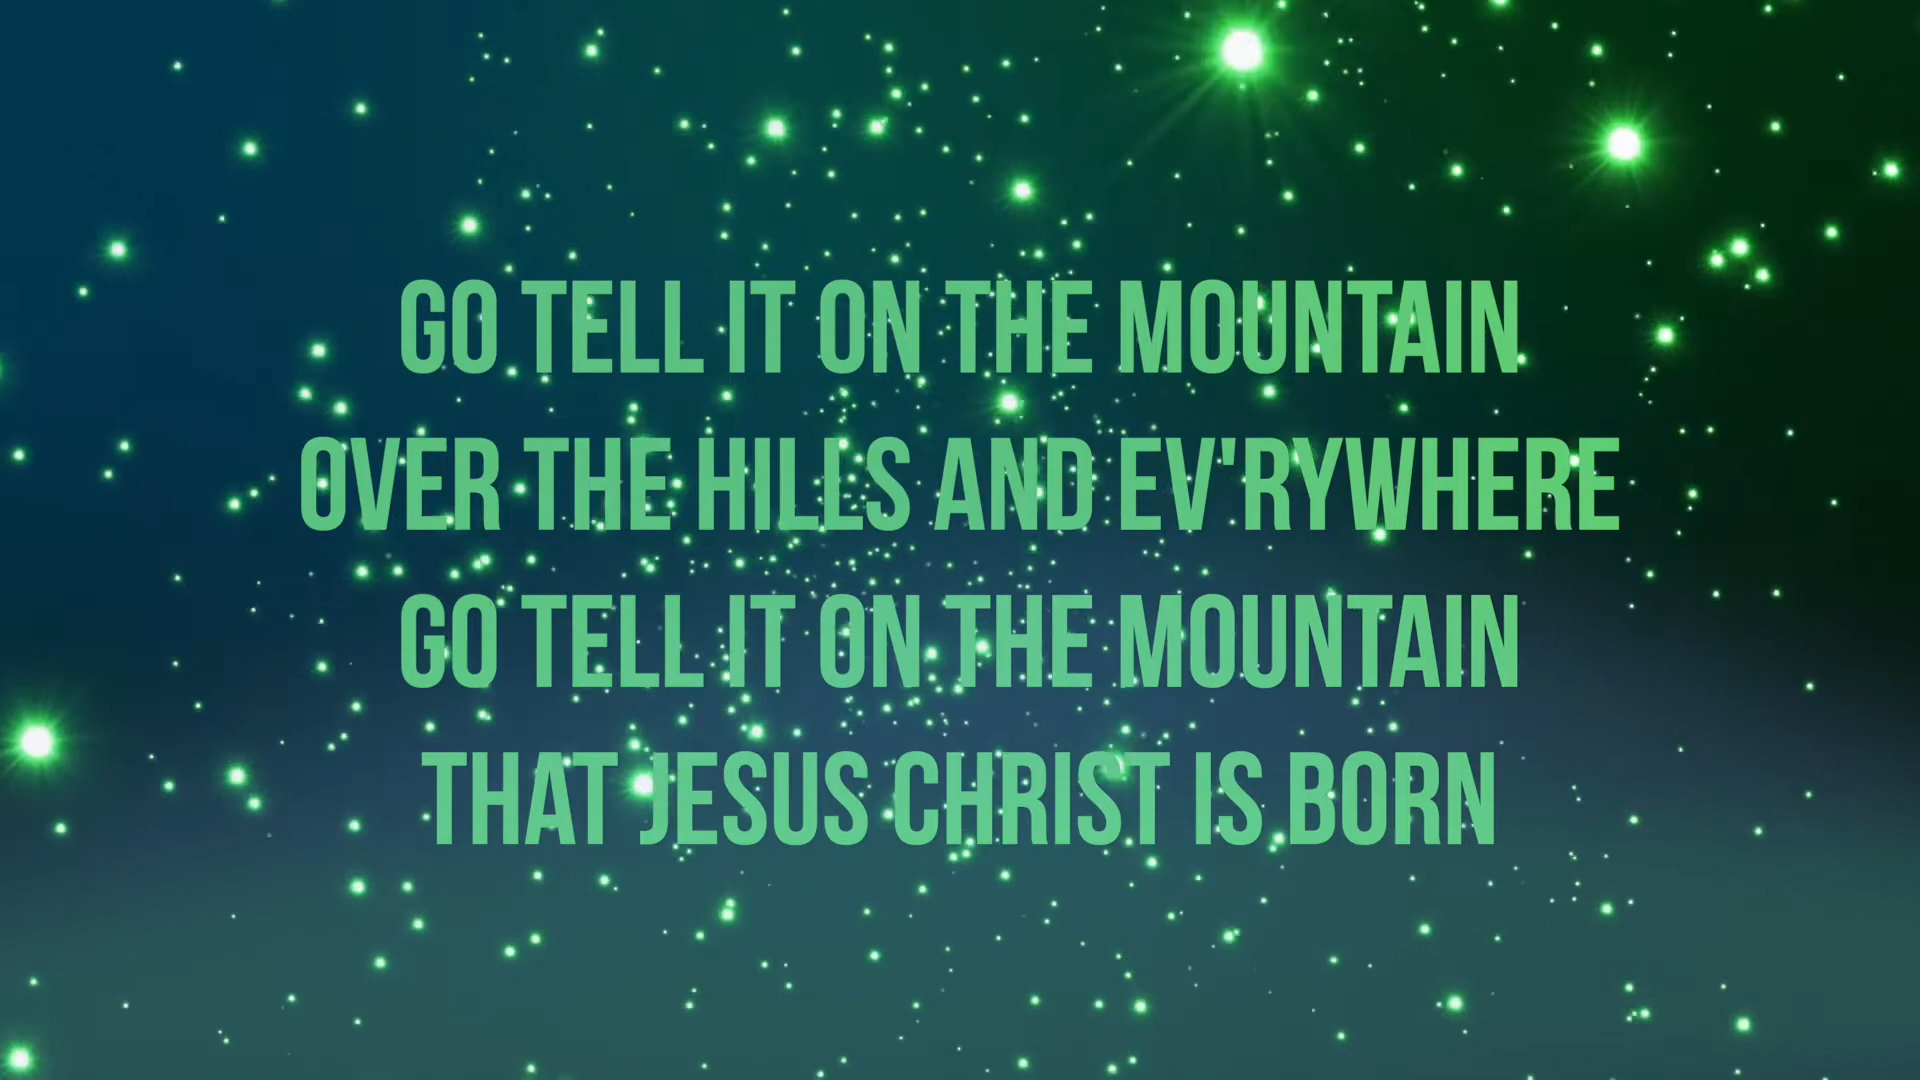 GO TELL IT ON THE MOUNTAIN
OVER THE HILLS AND EV'RYWHERE
GO TELL IT ON THE MOUNTAIN
THAT JESUS CHRIST IS BORN